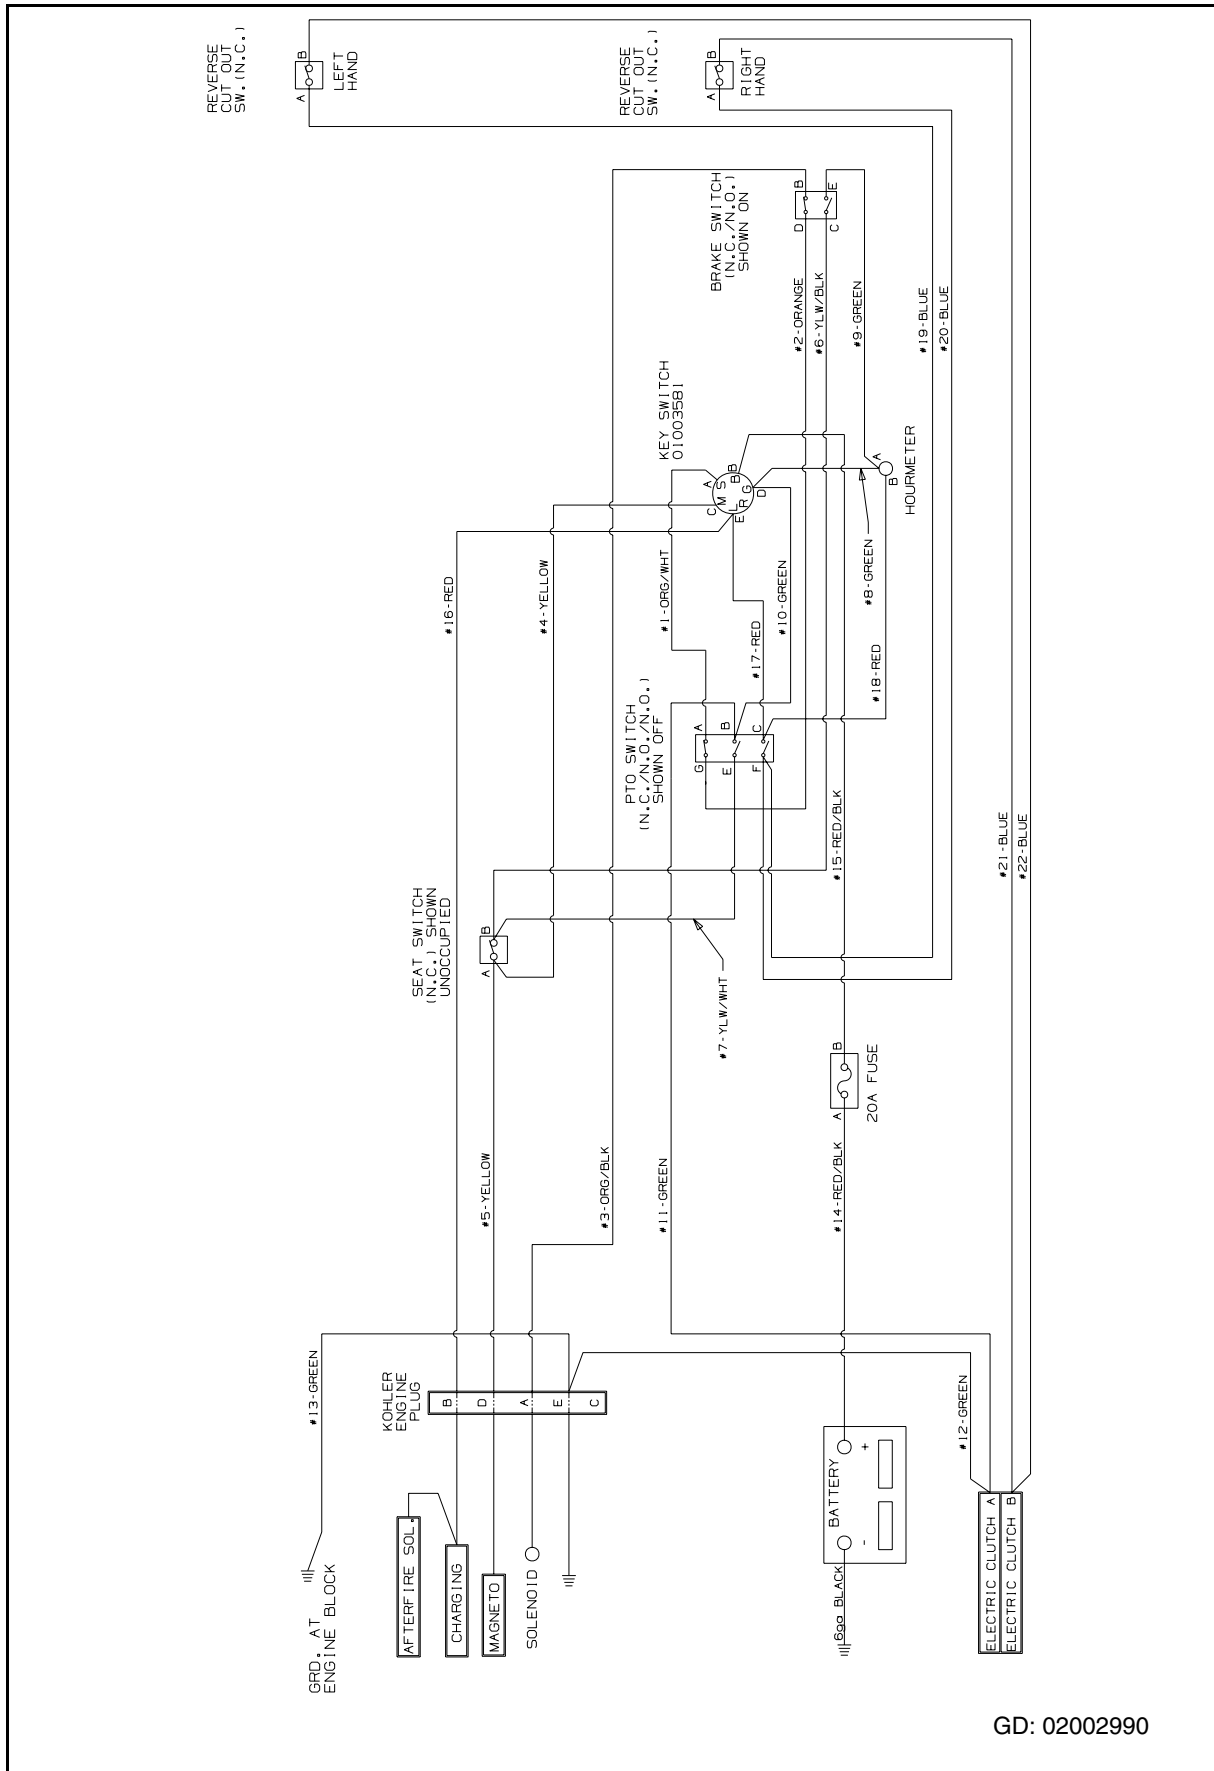 REVERSE
CUT OUT
SW.(N.C.)
A
B
LEFT
HAND
REVERSE
CUT OUT
SW.(N.C.)
A
B
RIGHT
HAND
BRAKE SWITCH
(N.C./N.O.)
SHOWN ON
D
B
C
E
#2-ORANGE
#6-YLW/BLK
#9-GREEN
#19-BLUE
#20-BLUE
KEY SWITCH
01003581
A
B
C
D
E
M
S
B
L
R
G
A
B
HOURMETER
#16-RED
#4-YELLOW
#1-ORG/WHT
#10-GREEN
#8-GREEN
#17-RED
#18-RED
PTO SWITCH
(N.C./N.O./N.O.)
SHOWN OFF
G
A
E
B
F
C
#15-RED/BLK
#21-BLUE
#22-BLUE
SEAT SWITCH
(N.C.) SHOWN
UNOCCUPIED
A
B
#7-YLW/WHT
A
B
20A FUSE
#5-YELLOW
#3-ORG/BLK
#11-GREEN
#14-RED/BLK
#13-GREEN
KOHLER
ENGINE
PLUG
B
D
A
E
C
#12-GREEN
GRD. AT
ENGINE BLOCK
AFTERFIRE SOL.
CHARGING
MAGNETO
SOLENOID
6ga BLACK
BATTERY
-
+
ELECTRIC CLUTCH A
ELECTRIC CLUTCH B
GD: 02002990